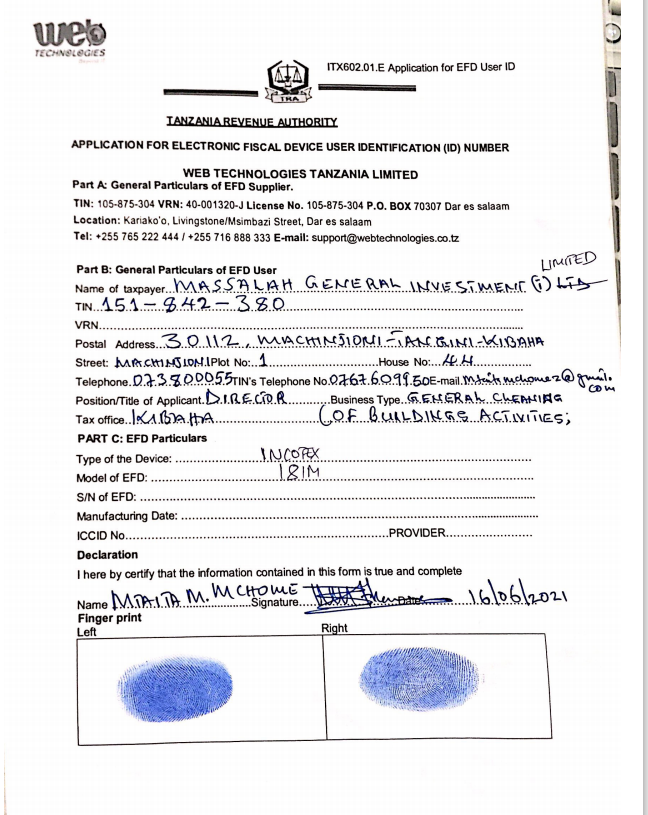 web
TECHNOLOGIES
ITX602.01.E Application for EFD User ID
TRA
TANZANIA REVENUE AUTHORITY
APPLICATION FOR ELECTRONIC FISCAL DEVICE USER IDENTIFICATION (ID) NUMBER
WEB TECHNOLOGIES TANZANIA LIMITED
Part A: General Particulars of EFD Supplier.
TIN: 105-875-304 VRN: 40-001320-J License No. 105-875-304 P.O. BOX 70307 Dar es salaam
Location: Kariako'o, Livingstone/Msimbazi Street, Dar es salaam
Tel: +255 765 222 444 / +255 716 888 333 E-mail: support@webtechnologies.co.tz
Part B: General Particulars of EFD User
LIMITED
Name of taxpayer..MASSALAH GENERAL INVESTMENT (T) LTD
TIN..151-842-380
VRN
Postal Address..30112, MACHINJIONI-TANGINI-KIBAHA
Street: MACHINJIONI Plot No:..1 House No:..44
Telephone.073800055 TIN's Telephone No.0767609950 E-mail. @gmail.com
Position/Title of Applicant.DIRECTOR Business Type..GENERAL CLEANING
Tax office..KIBAHA (OF BUILDINGS ACTIVITIES;
PART C: EFD Particulars
Type of the Device: INCOTEX
Model of EFD: 181M
S/N of EFD:
Manufacturing Date:
ICCID No PROVIDER
Declaration
I here by certify that the information contained in this form is true and complete
Name MTAITA M. MCHOME Signature 16/06/2021
Finger print
Left Right